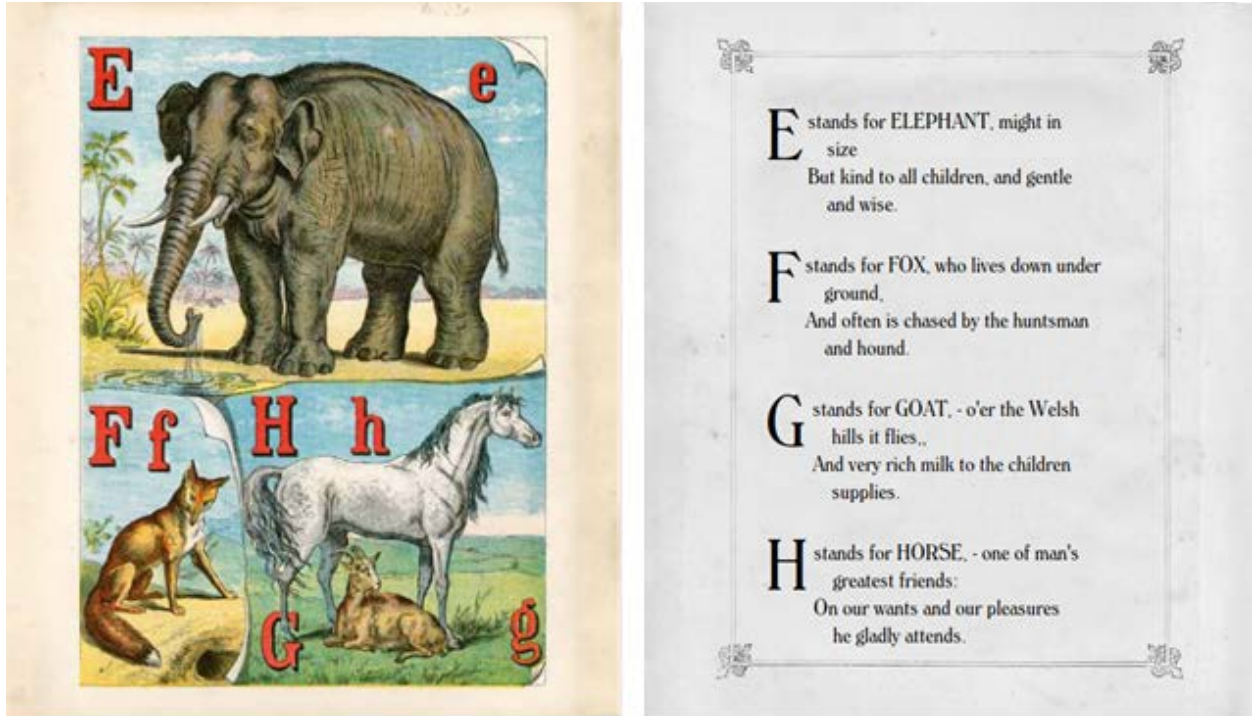 E
e
F f
H h
G
g
E stands for ELEPHANT, might in
size
But kind to all children, and gentle
and wise.
F stands for FOX, who lives down under
ground,
And often is chased by the huntsman
and hound.
G stands for GOAT, - o'er the Welsh
hills it flies,,
And very rich milk to the children
supplies.
H stands for HORSE, - one of man's
greatest friends:
On our wants and our pleasures
he gladly attends.